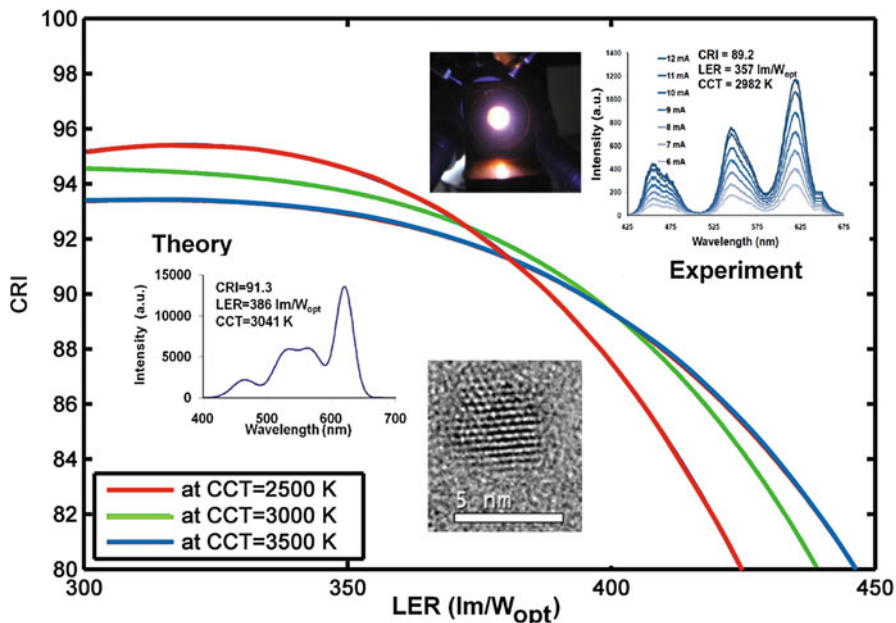 100
98
96
94
92
90
88
86
84
82
80
CRI
300
350
400
450
LER (lm/W_opt)
at CCT=2500 K
at CCT=3000 K
at CCT=3500 K
Theory
CRI=91.3
LER=386 lm/W_opt
CCT=3041 K
Intensity (a.u.)
15000
10000
5000
0
400
500
600
700
Wavelength (nm)
5 nm
CRI = 89.2
LER = 357 lm/W_opt
CCT = 2982 K
12 mA
11 mA
10 mA
9 mA
8 mA
7 mA
6 mA
Intensity (a.u.)
1400
1200
1000
800
600
400
200
0
425
475
525
575
625
675
Wavelength (nm)
Experiment